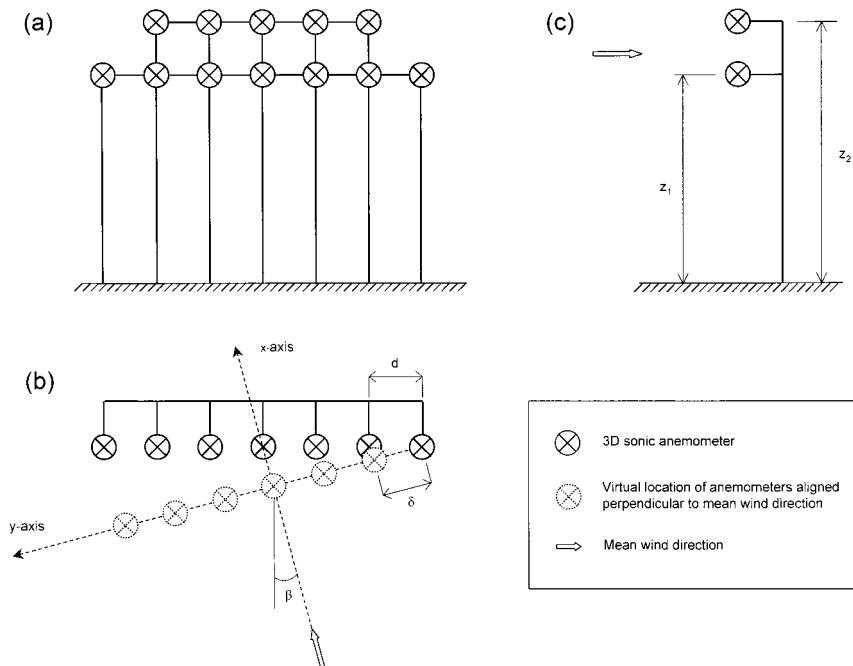 (a)
(c)
z₁
z₂
(b)
x-axis
d
y-axis
δ
β
3D sonic anemometer
Virtual location of anemometers aligned
perpendicular to mean wind direction
Mean wind direction